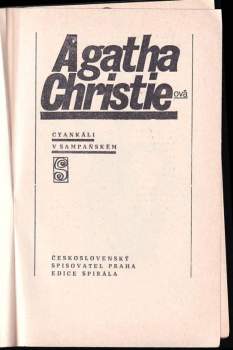 Agatha
Christieová
CYANKÁLI
V ŠAMPAŇSKÉM
S
ČESKOSLOVENSKÝ
SPISOVATEL PRAHA
EDICE SPIRÁLA